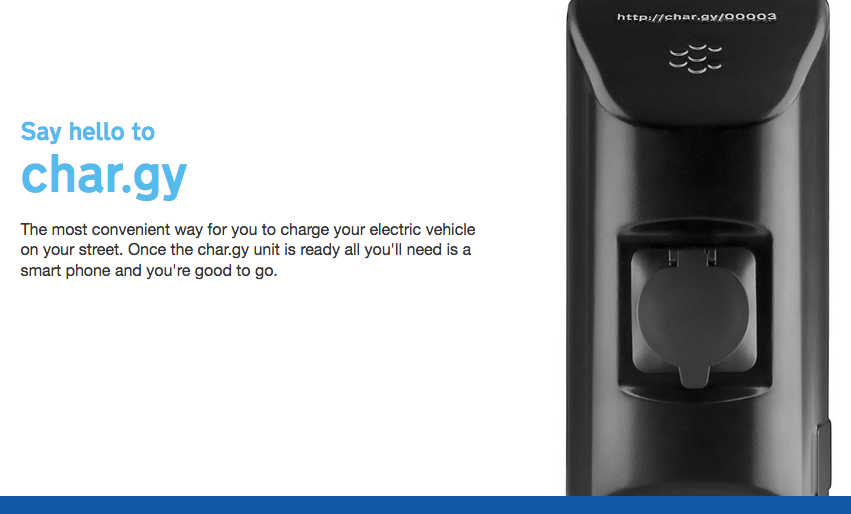 http://char.gy/00003
Say hello to
char.gy
The most convenient way for you to charge your electric vehicle
on your street. Once the char.gy unit is ready all you'll need is a
smart phone and you're good to go.